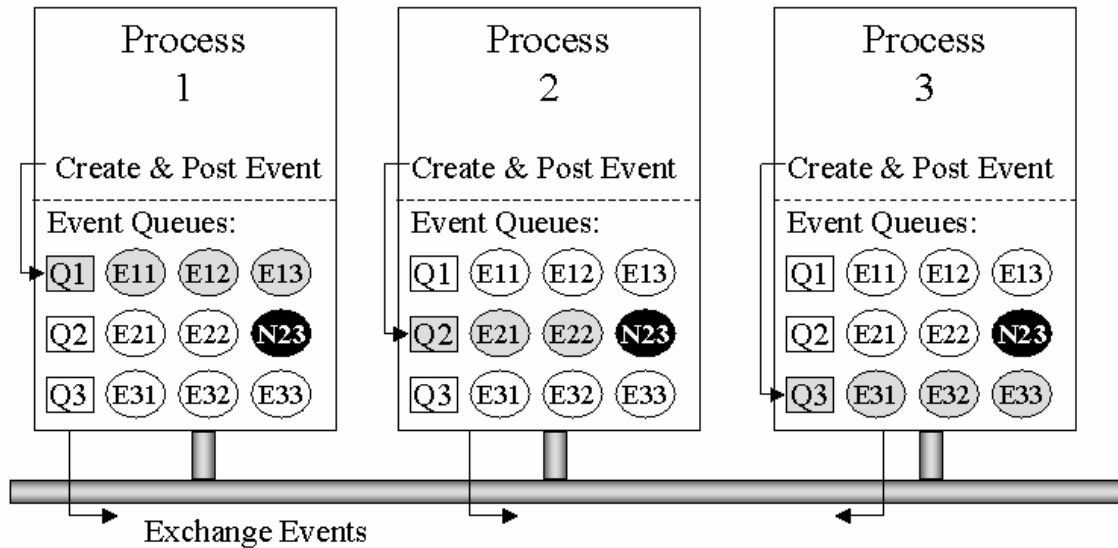 Process
1
Create & Post Event
Event Queues:
Q1 E11 E12 E13
Q2 E21 E22 N23
Q3 E31 E32 E33
Process
2
Create & Post Event
Event Queues:
Q1 E11 E12 E13
Q2 E21 E22 N23
Q3 E31 E32 E33
Process
3
Create & Post Event
Event Queues:
Q1 E11 E12 E13
Q2 E21 E22 N23
Q3 E31 E32 E33
Exchange Events